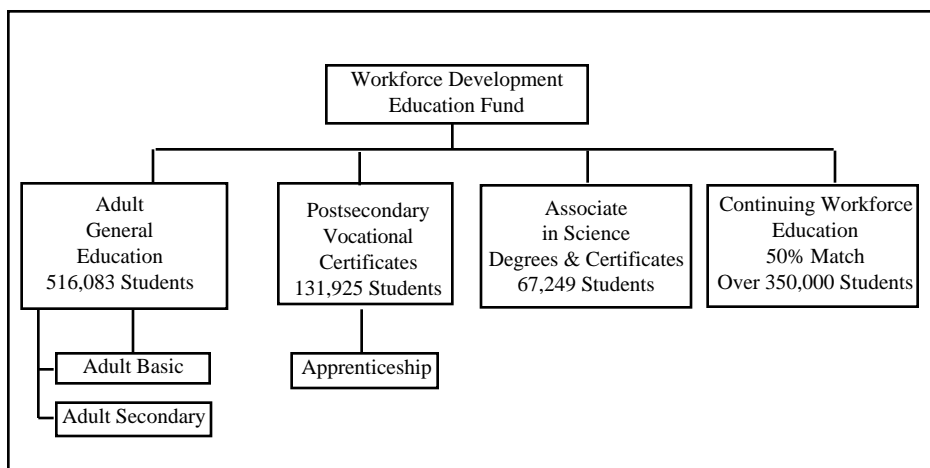 Workforce Development
Education Fund
Adult
General
Education
516,083 Students
Postsecondary
Vocational
Certificates
131,925 Students
Associate
in Science
Degrees & Certificates
67,249 Students
Continuing Workforce
Education
50% Match
Over 350,000 Students
Adult Basic
Apprenticeship
Adult Secondary